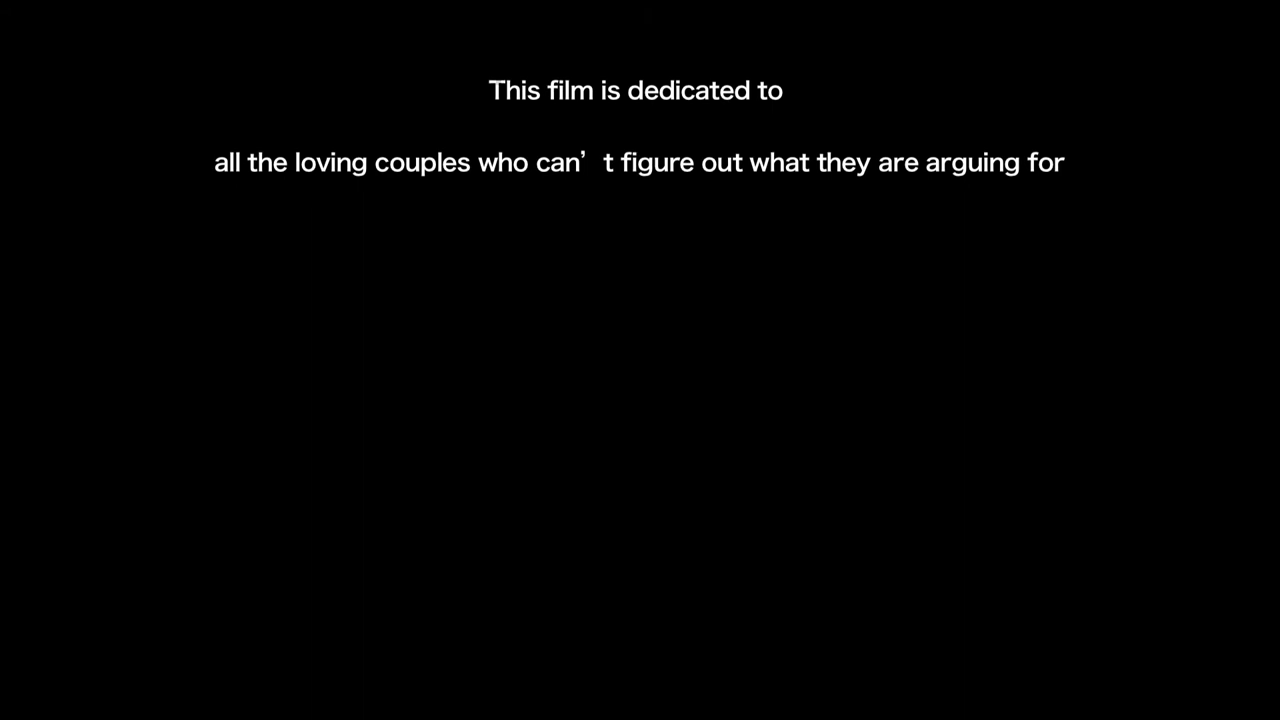 This film is dedicated to
all the loving couples who can’t figure out what they are arguing for